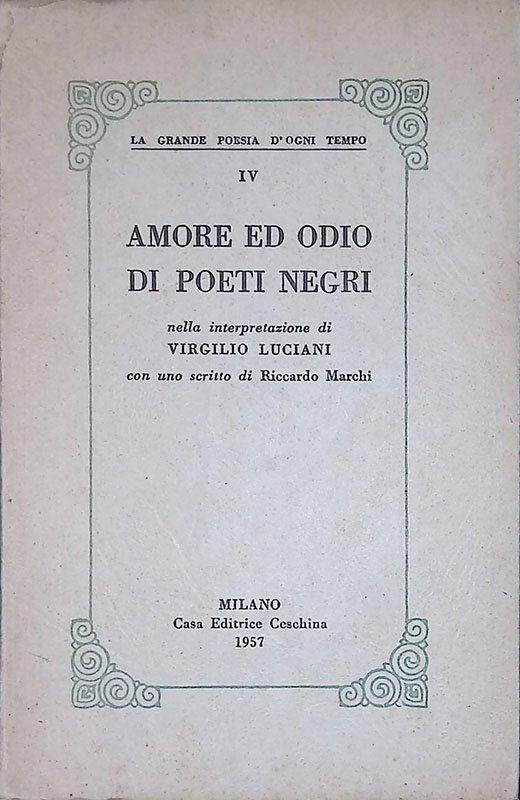 LA GRANDE POESIA D'OGNI TEMPO
IV
AMORE ED ODIO
DI POETI NEGRI
nella interpretazione di
VIRGILIO LUCIANI
con uno scritto di Riccardo Marchi
MILANO
Casa Editrice Ceschina
1957